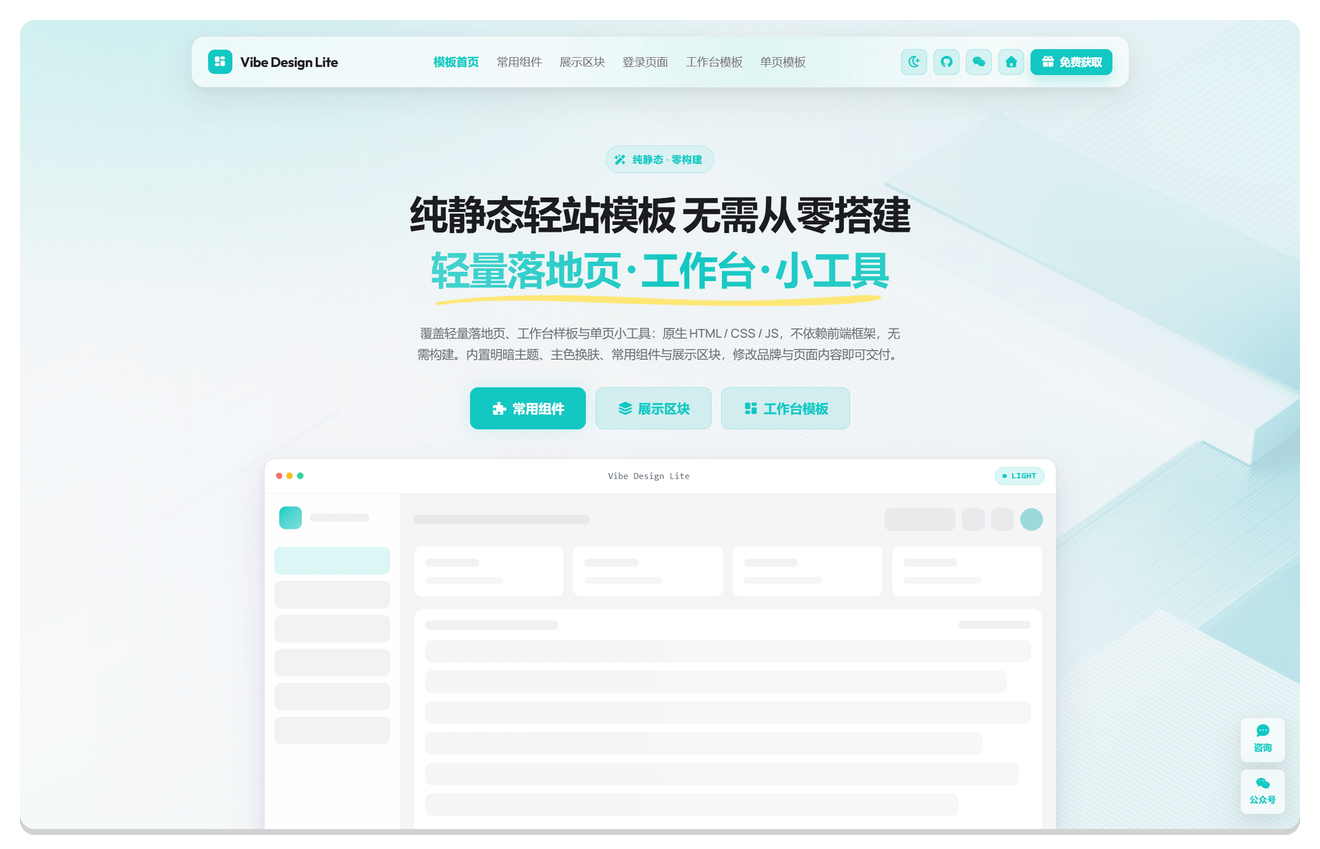 Vibe Design Lite
模板首页 常用组件 展示区块 登录页面 工作台模板 单页模板
免费获取
纯静态 · 零构建
纯静态轻站模板 无需从零搭建
轻量落地页·工作台·小工具
覆盖轻量落地页、工作台样板与单页小工具：原生 HTML / CSS / JS，不依赖前端框架，无
需构建。内置明暗主题、主色换肤、常用组件与展示区块，修改品牌与页面内容即可交付。
常用组件 展示区块 工作台模板
Vibe Design Lite
LIGHT
咨询
公众号